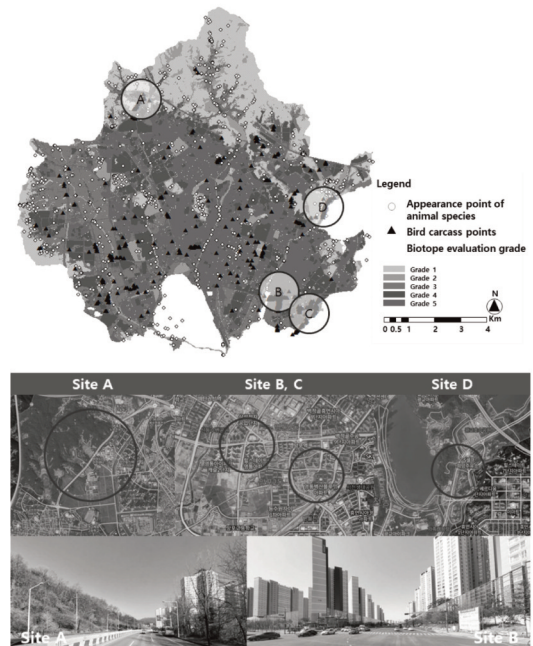 A
D
B
C
Legend
Appearance point of
animal species
Bird carcass points
Biotope evaluation grade
Grade 1
Grade 2
Grade 3
Grade 4
Grade 5
N
Km
0 0.5 1 2 3 4
Site A Site B, C Site D
Site A Site B